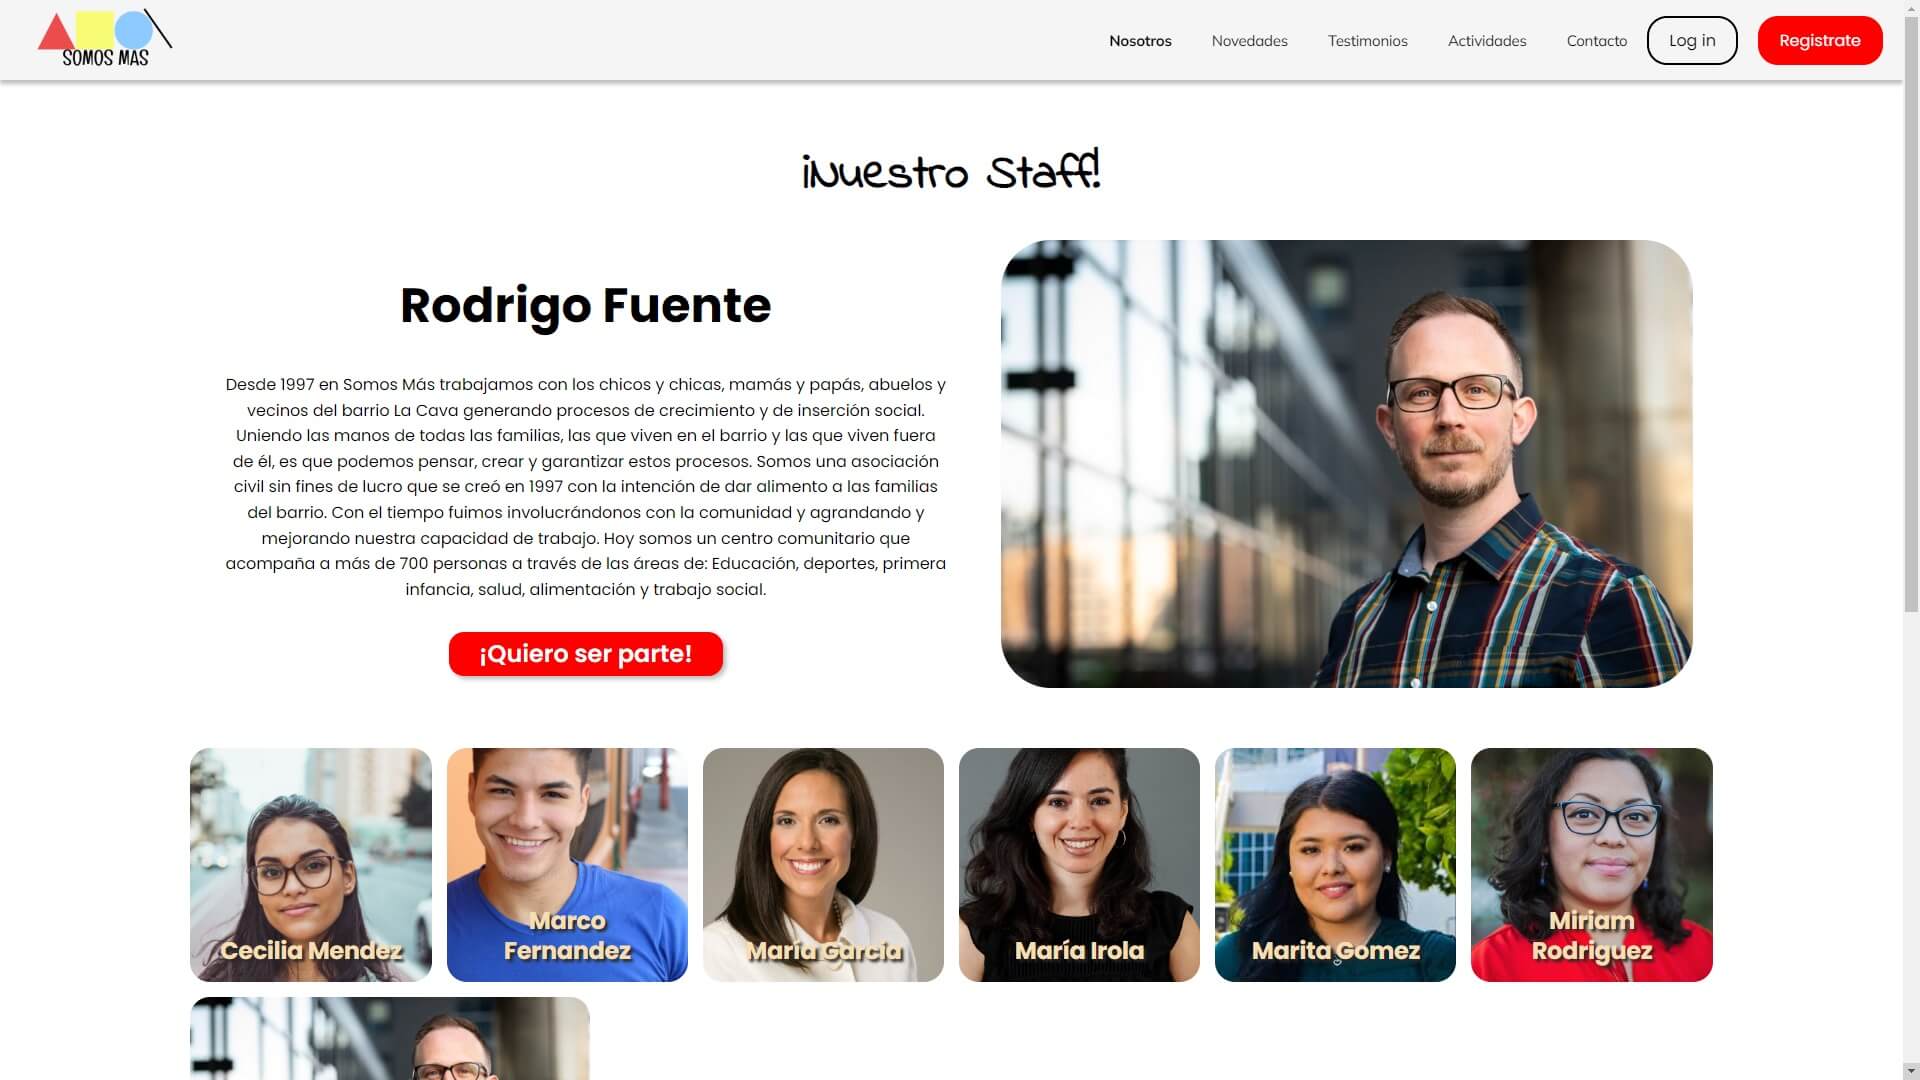 SOMOS MAS
Nosotros
Novedades
Testimonios
Actividades
Contacto
Log in
Registrate
¡Nuestro Staff!
Rodrigo Fuente
Desde 1997 en Somos Más trabajamos con los chicos y chicas, mamás y papás, abuelos y
vecinos del barrio La Cava generando procesos de crecimiento y de inserción social.
Uniendo las manos de todas las familias, las que viven en el barrio y las que viven fuera
de él, es que podemos pensar, crear y garantizar estos procesos. Somos una asociación
civil sin fines de lucro que se creó en 1997 con la intención de dar alimento a las familias
del barrio. Con el tiempo fuimos involucrándonos con la comunidad y agrandando y
mejorando nuestra capacidad de trabajo. Hoy somos un centro comunitario que
acompaña a más de 700 personas a través de las áreas de: Educación, deportes, primera
infancia, salud, alimentación y trabajo social.
¡Quiero ser parte!
Cecilia Mendez
Marco
Fernandez
María Garcia
María Irola
Marita Gomez
Miriam
Rodriguez